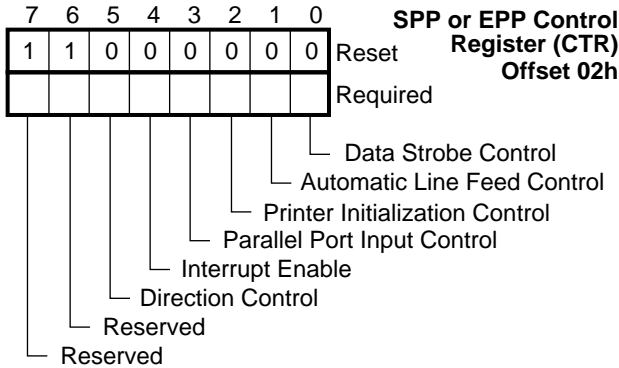 7 6 5 4 3 2 1 0
SPP or EPP Control
Register (CTR)
Offset 02h
1 1 0 0 0 0 0 0 Reset
Required
Data Strobe Control
Automatic Line Feed Control
Printer Initialization Control
Parallel Port Input Control
Interrupt Enable
Direction Control
Reserved
Reserved